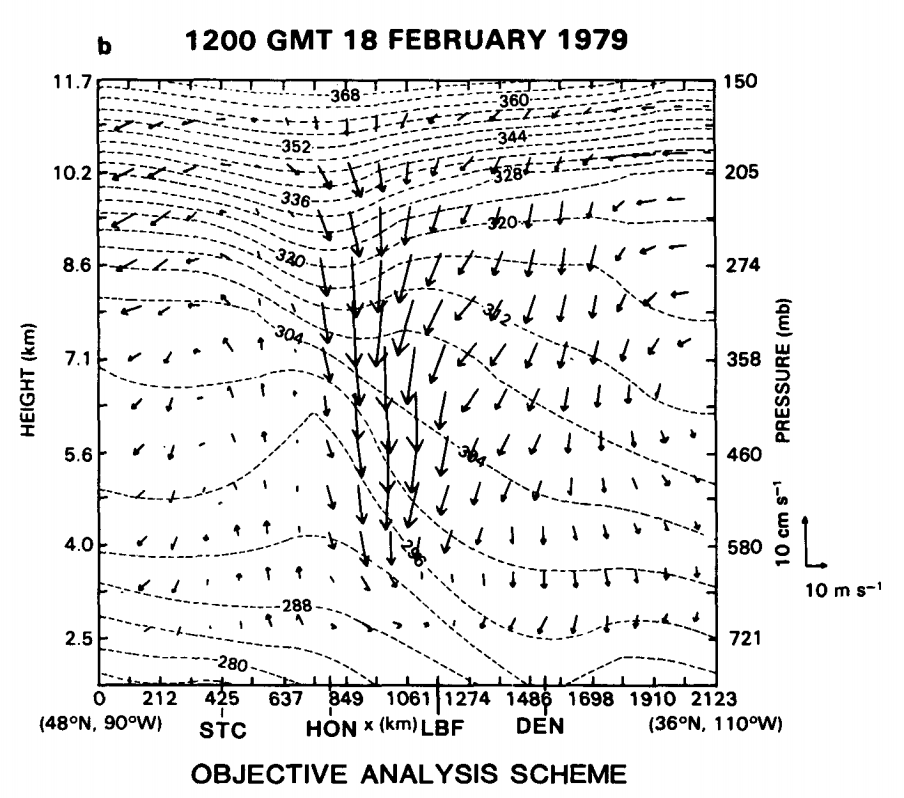 b 1200 GMT 18 FEBRUARY 1979
11.7 150
368 360
352 344
10.2 205
328
336
320
320
8.6 274
312
304
7.1 358
HEIGHT (km)
PRESSURE (mb)
5.6 304 460
4.0 296 580
10 cm s⁻¹
10 m s⁻¹
288
2.5 721
280
0 212 425 637 849 1061 1274 1486 1698 1910 2123
(48°N, 90°W) STC HON x (km) LBF DEN (36°N, 110°W)
OBJECTIVE ANALYSIS SCHEME